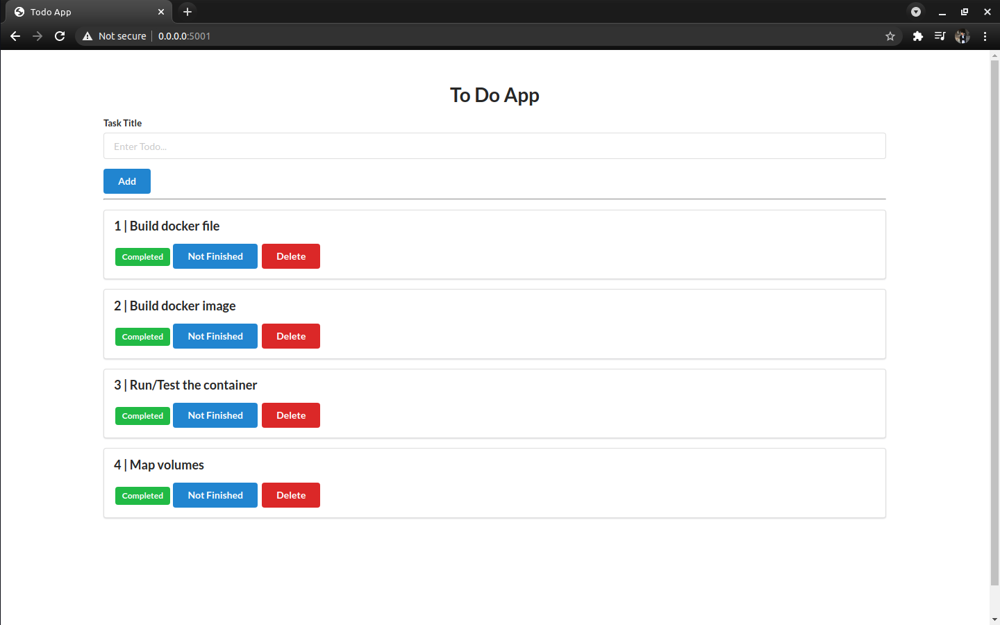 Todo App
Not secure | 0.0.0.0:5001
To Do App
Task Title
Enter Todo...
Add
1 | Build docker file
Completed Not Finished Delete
2 | Build docker image
Completed Not Finished Delete
3 | Run/Test the container
Completed Not Finished Delete
4 | Map volumes
Completed Not Finished Delete